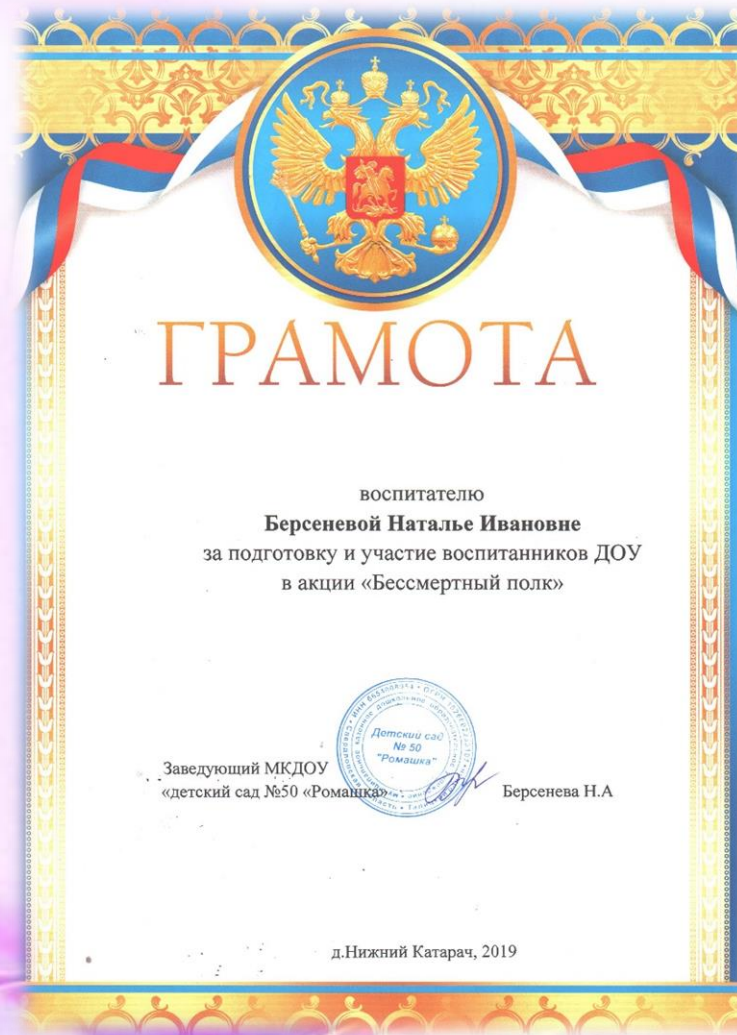 ГРАМОТА
воспитателю
Берсеневой Наталье Ивановне
за подготовку и участие воспитанников ДОУ
в акции «Бессмертный полк»
Детский сад
№ 50
"Ромашка"
Заведующий МКДОУ
«детский сад №50 «Ромашка»
Берсенева Н.А
д.Нижний Катарач, 2019